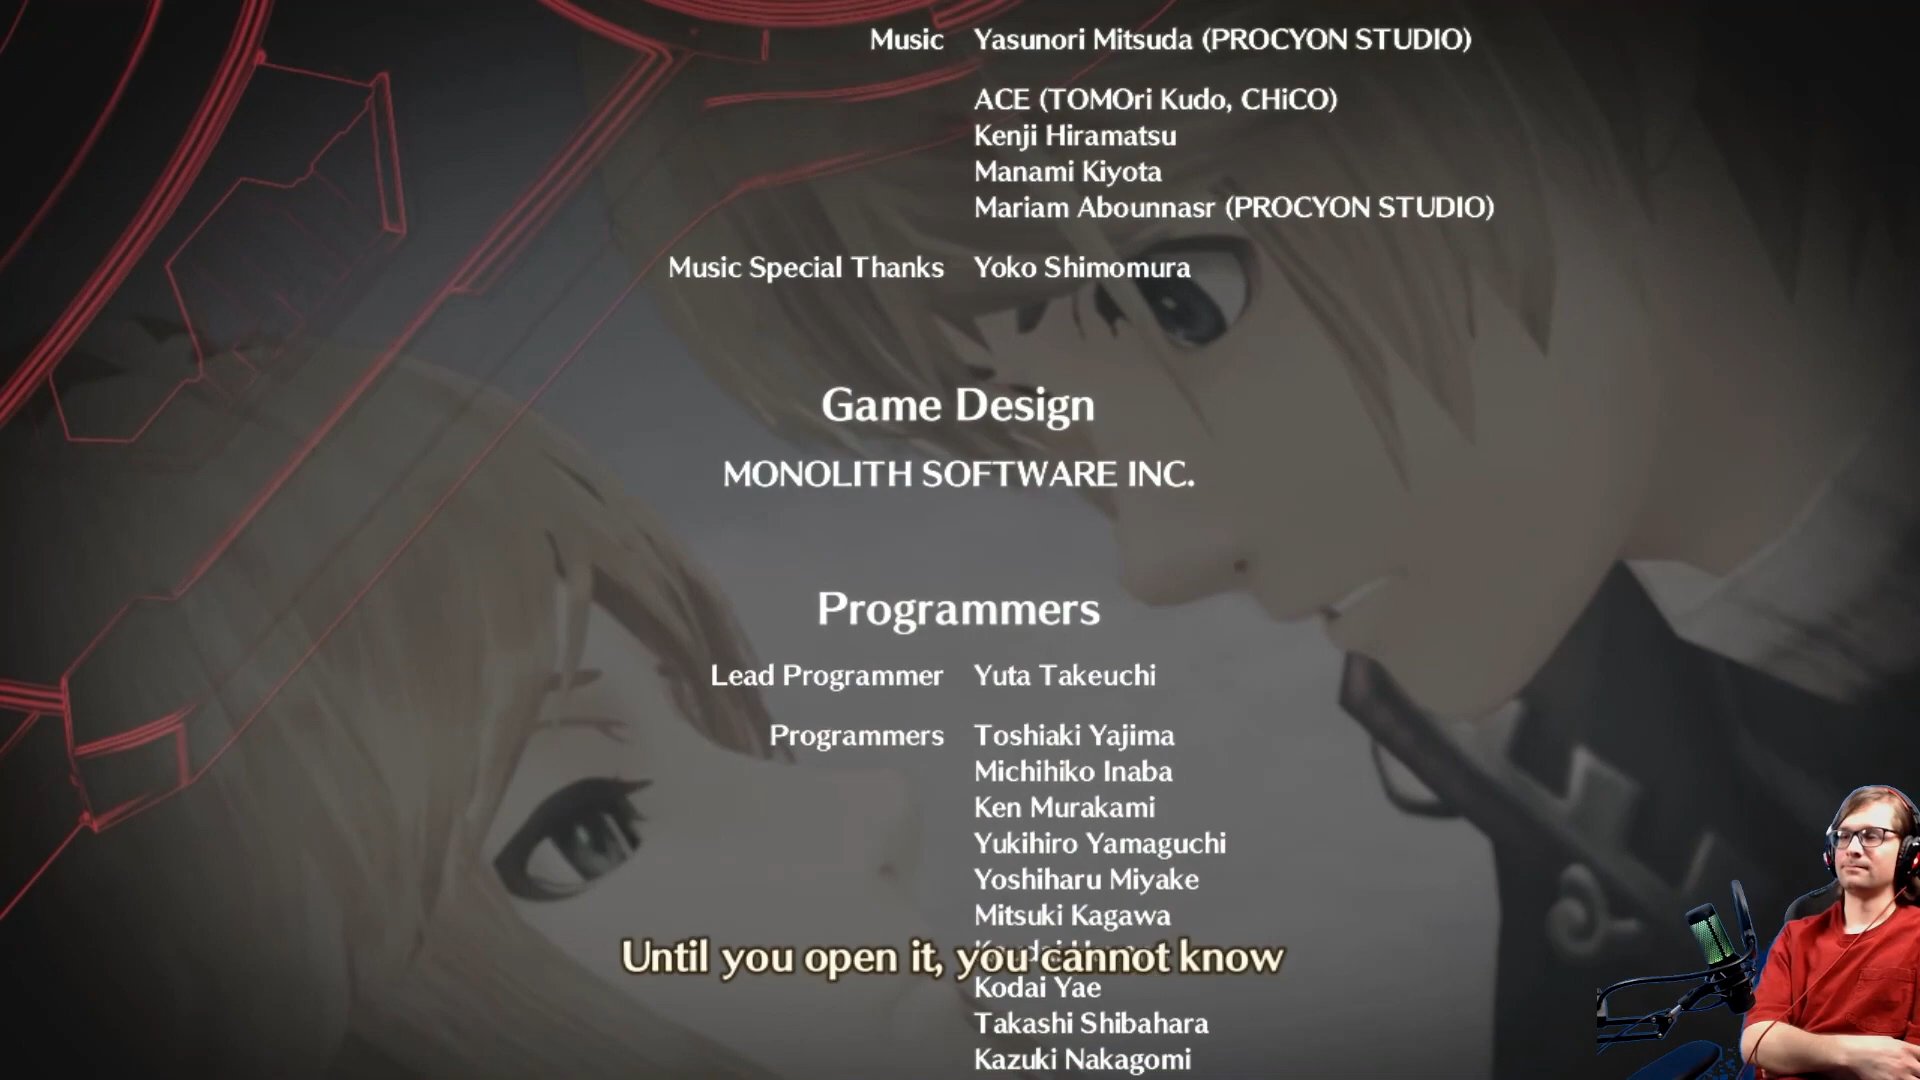 Music Yasunori Mitsuda (PROCYON STUDIO)
ACE (TOMOri Kudo, CHiCO)
Kenji Hiramatsu
Manami Kiyota
Mariam Abounnasr (PROCYON STUDIO)
Music Special Thanks Yoko Shimomura
Game Design
MONOLITH SOFTWARE INC.
Programmers
Lead Programmer Yuta Takeuchi
Programmers Toshiaki Yajima
Michihiko Inaba
Ken Murakami
Yukihiro Yamaguchi
Yoshiharu Miyake
Mitsuki Kagawa
Until you open it, you cannot know
Kodai Yae
Takashi Shibahara
Kazuki Nakagomi